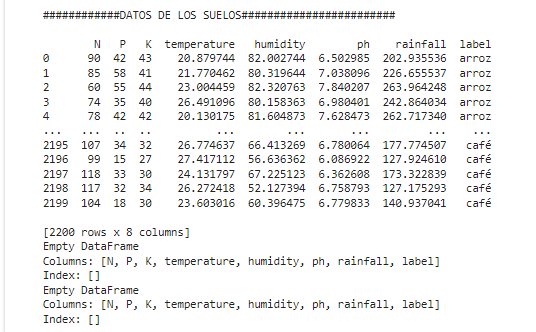 ############DATOS DE LOS SUELOS########################
N P K temperature humidity ph rainfall label
0 90 42 43 20.879744 82.002744 6.502985 202.935536 arroz
1 85 58 41 21.770462 80.319644 7.038096 226.655537 arroz
2 60 55 44 23.004459 82.320763 7.840207 263.964248 arroz
3 74 35 40 26.491096 80.158363 6.980401 242.864034 arroz
4 78 42 42 20.130175 81.604873 7.628473 262.717340 arroz
... ... .. .. ... ... ... ... ...
2195 107 34 32 26.774637 66.413269 6.780064 177.774507 café
2196 99 15 27 27.417112 56.636362 6.086922 127.924610 café
2197 118 33 30 24.131797 67.225123 6.362608 173.322839 café
2198 117 32 34 26.272418 52.127394 6.758793 127.175293 café
2199 104 18 30 23.603016 60.396475 6.779833 140.937041 café
[2200 rows x 8 columns]
Empty DataFrame
Columns: [N, P, K, temperature, humidity, ph, rainfall, label]
Index: []
Empty DataFrame
Columns: [N, P, K, temperature, humidity, ph, rainfall, label]
Index: []